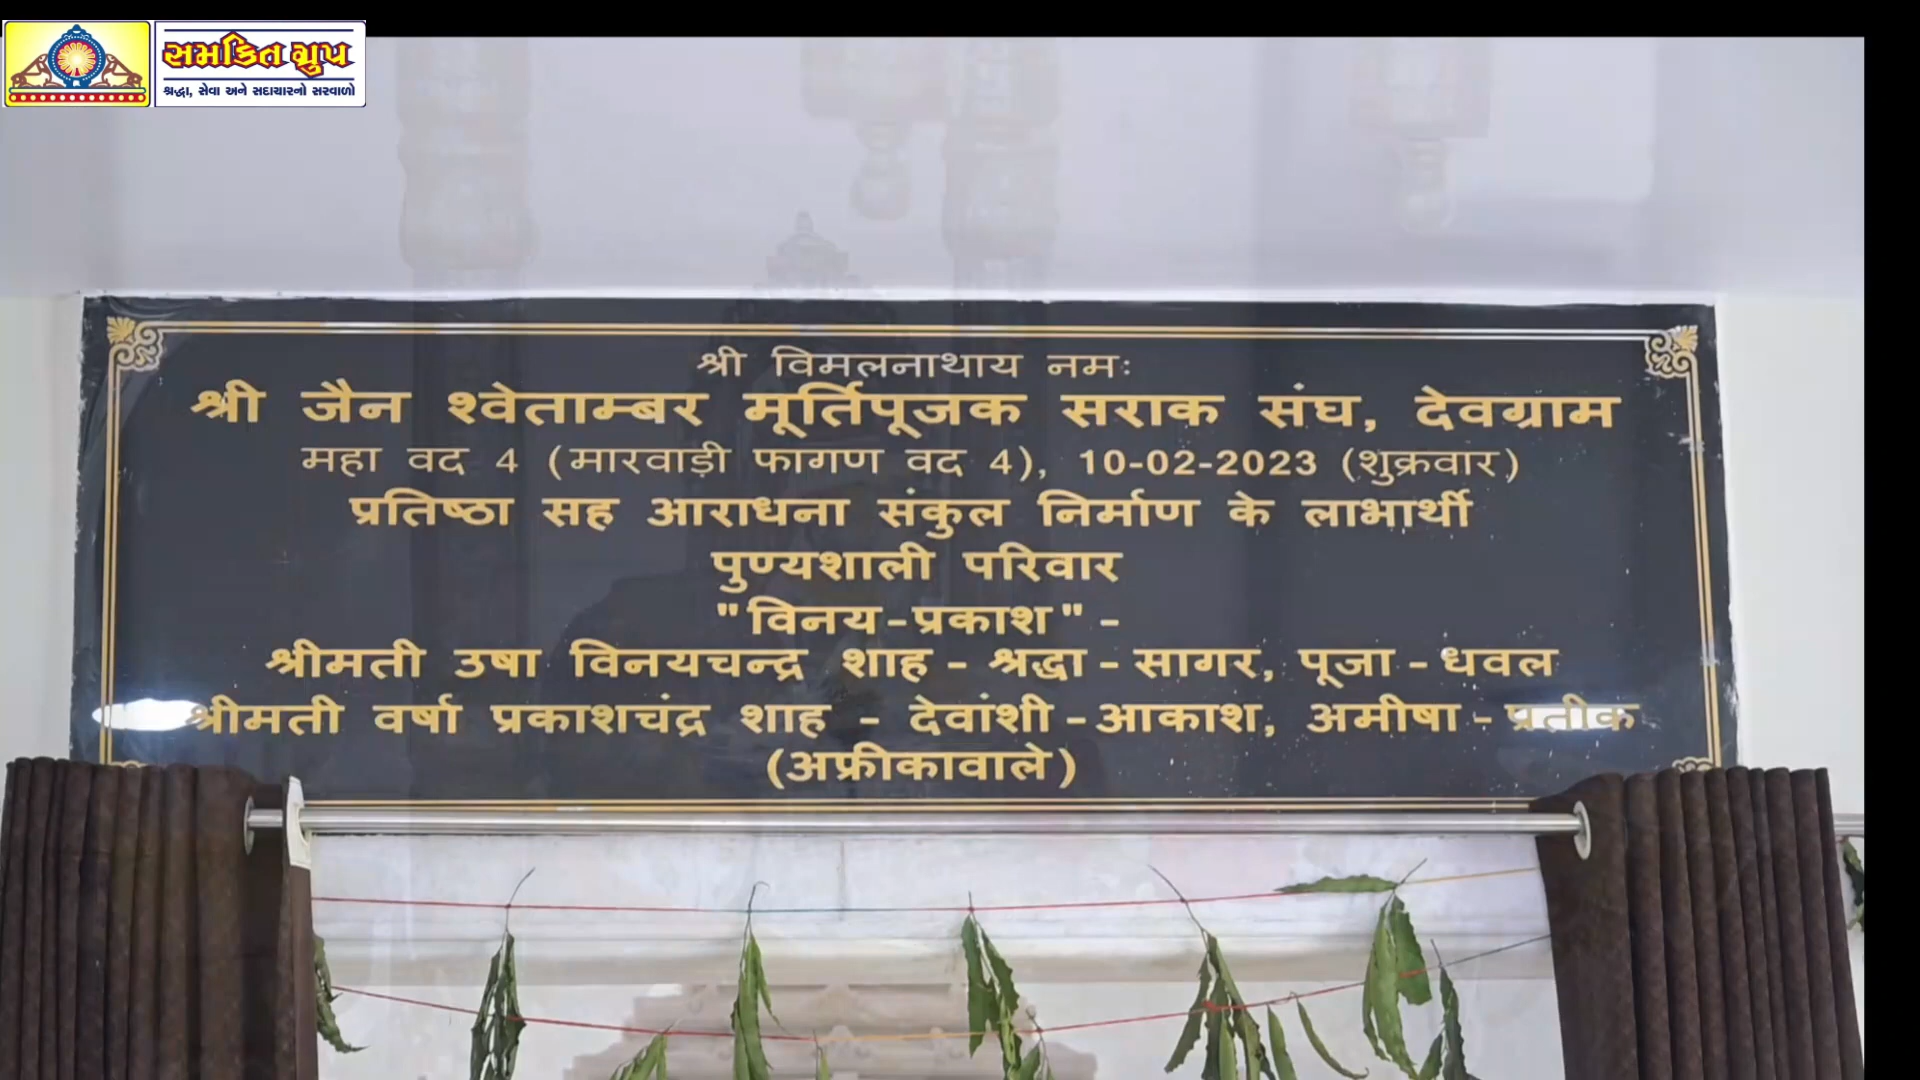 સમકિત ગ્રુપ
શ્રદ્ધા, સેવા અને સદાચારનો સરવાળો
श्री विमलनाथाय नमः
श्री जैन श्वेताम्बर मूर्तिपूजक सराक संघ, देवग्राम
महा वद 4 (मारवाड़ी फागण वद 4), 10-02-2023 (शुक्रवार)
प्रतिष्ठा सह आराधना संकुल निर्माण के लाभार्थी
पुण्यशाली परिवार
"विनय-प्रकाश" -
श्रीमती उषा विनयचन्द्र शाह - श्रद्धा - सागर, पूजा - धवल
श्रीमती वर्षा प्रकाशचंद्र शाह - देवांशी - आकाश, अमीषा - प्रतीक
(अफ्रीकावाले)